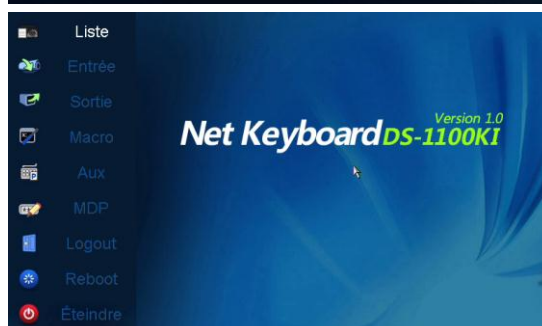 Liste
Entrée
Sortie
Macro
Aux
MDP
Logout
Reboot
Éteindre
Version 1.0
Net Keyboard DS-1100KI